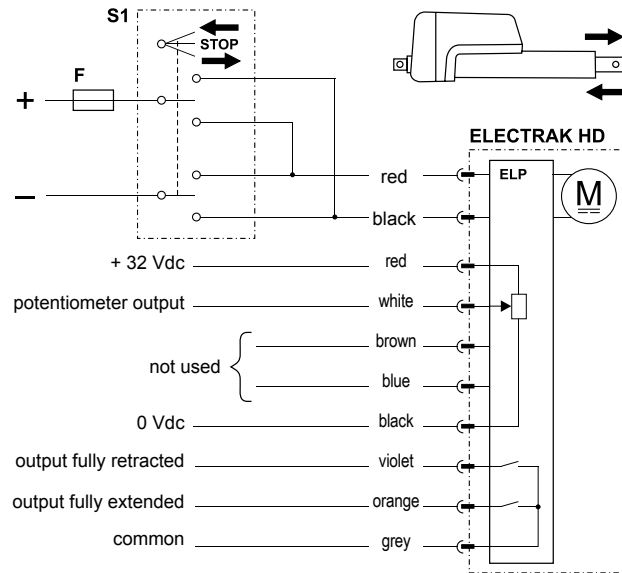 S1
STOP
F
+
–
ELECTRAK HD
ELP
M
red
black
+ 32 Vdc red
potentiometer output white
not used
brown
blue
0 Vdc black
output fully retracted violet
output fully extended orange
common grey